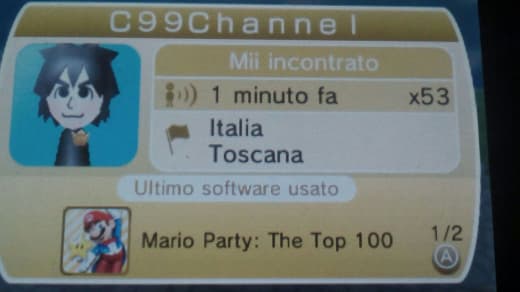 C99Channel
Mii incontrato
1 minuto fa x53
Italia
Toscana
Ultimo software usato
Mario Party: The Top 100
1/2
A